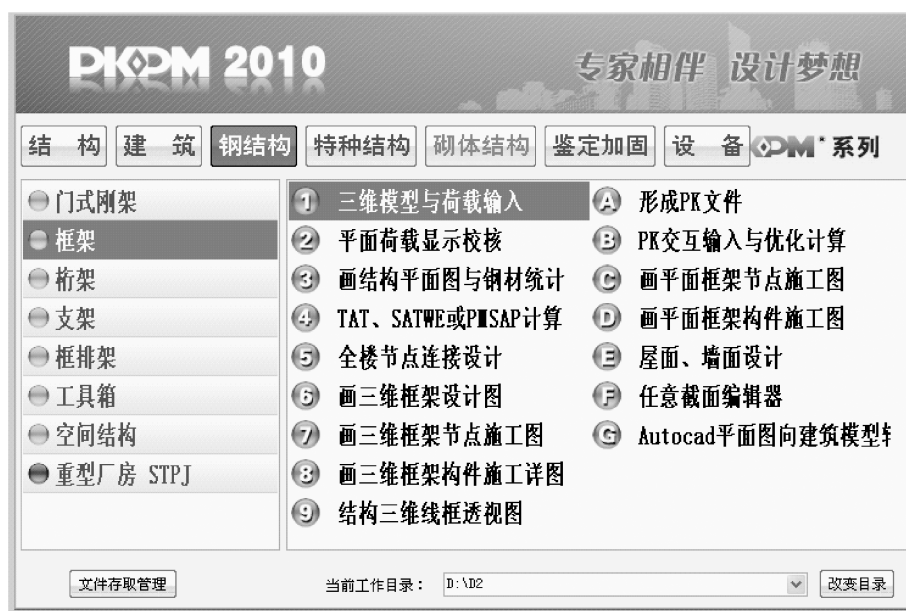 PKPM 2010
专家相伴 设计梦想
结 构 建 筑 钢结构 特种结构 砌体结构 鉴定加固 设 备 PKPM 系列
门式刚架
框架
桁架
支架
框排架
工具箱
空间结构
重型厂房 STPJ
1 三维模型与荷载输入
2 平面荷载显示校核
3 画结构平面图与钢材统计
4 TAT、SATWE或PMSAP计算
5 全楼节点连接设计
6 画三维框架设计图
7 画三维框架节点施工图
8 画三维框架构件施工详图
9 结构三维线框透视图
A 形成PK文件
B PK交互输入与优化计算
C 画平面框架节点施工图
D 画平面框架构件施工图
E 屋面、墙面设计
F 任意截面编辑器
G Autocad平面图向建筑模型转
文件存取管理 当前工作目录: D:\D2 改变目录